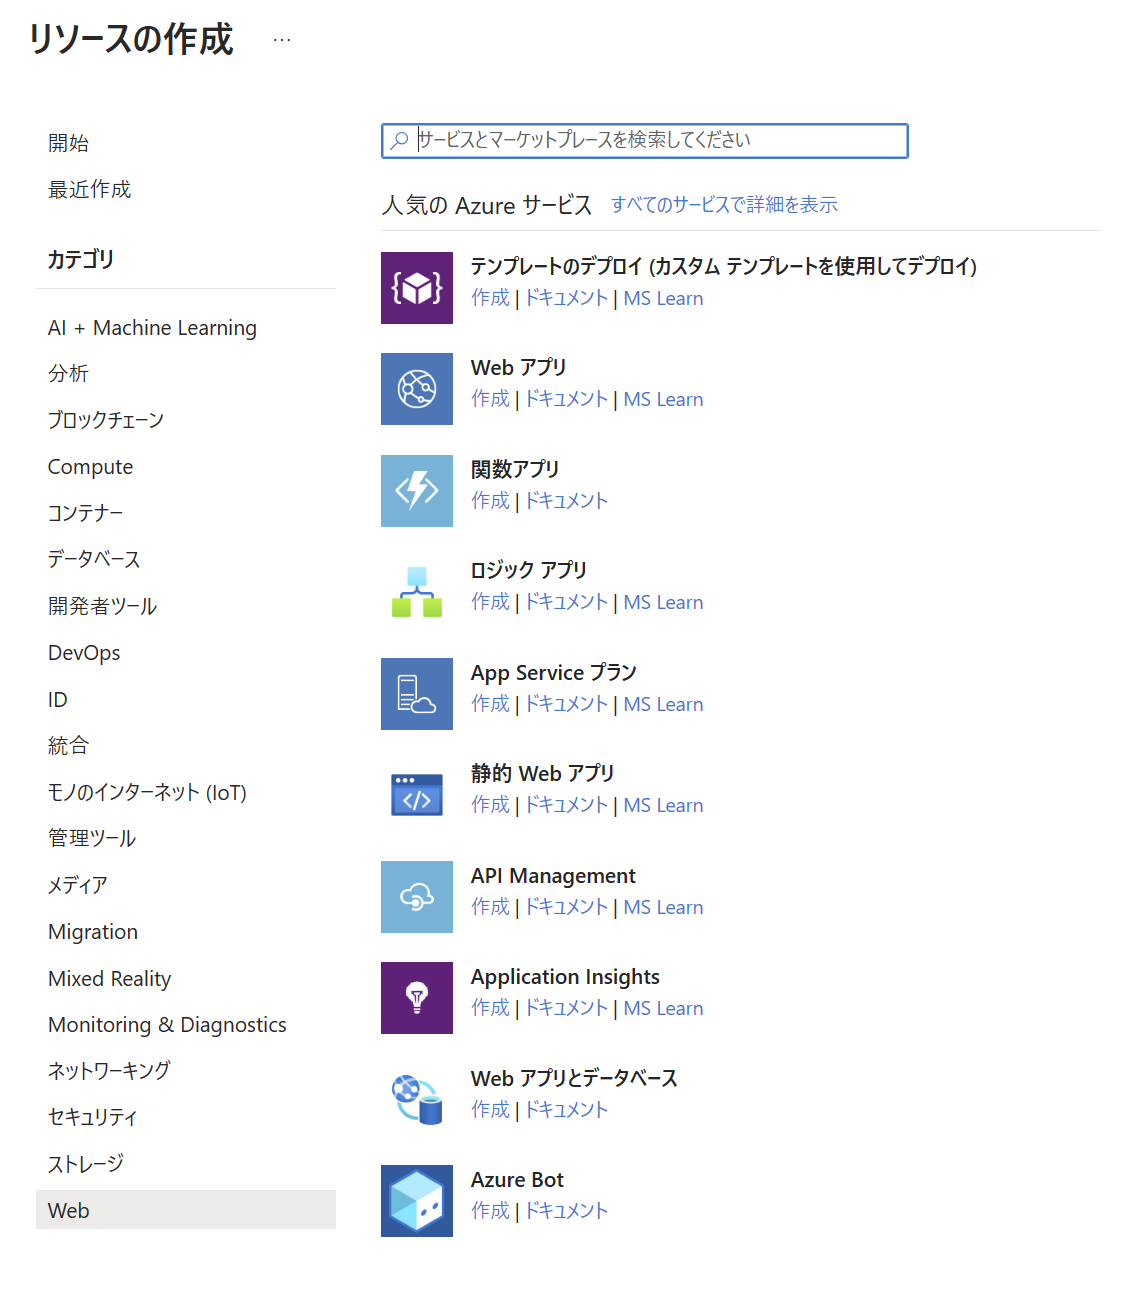 リソースの作成 …
開始
最近作成
カテゴリ
AI + Machine Learning
分析
ブロックチェーン
Compute
コンテナー
データベース
開発者ツール
DevOps
ID
統合
モノのインターネット (IoT)
管理ツール
メディア
Migration
Mixed Reality
Monitoring & Diagnostics
ネットワーキング
セキュリティ
ストレージ
Web
サービスとマーケットプレースを検索してください
人気の Azure サービス すべてのサービスで詳細を表示
テンプレートのデプロイ (カスタム テンプレートを使用してデプロイ)
作成 | ドキュメント | MS Learn
Web アプリ
作成 | ドキュメント | MS Learn
関数アプリ
作成 | ドキュメント
ロジック アプリ
作成 | ドキュメント | MS Learn
App Service プラン
作成 | ドキュメント | MS Learn
静的 Web アプリ
作成 | ドキュメント | MS Learn
API Management
作成 | ドキュメント | MS Learn
Application Insights
作成 | ドキュメント | MS Learn
Web アプリとデータベース
作成 | ドキュメント
Azure Bot
作成 | ドキュメント